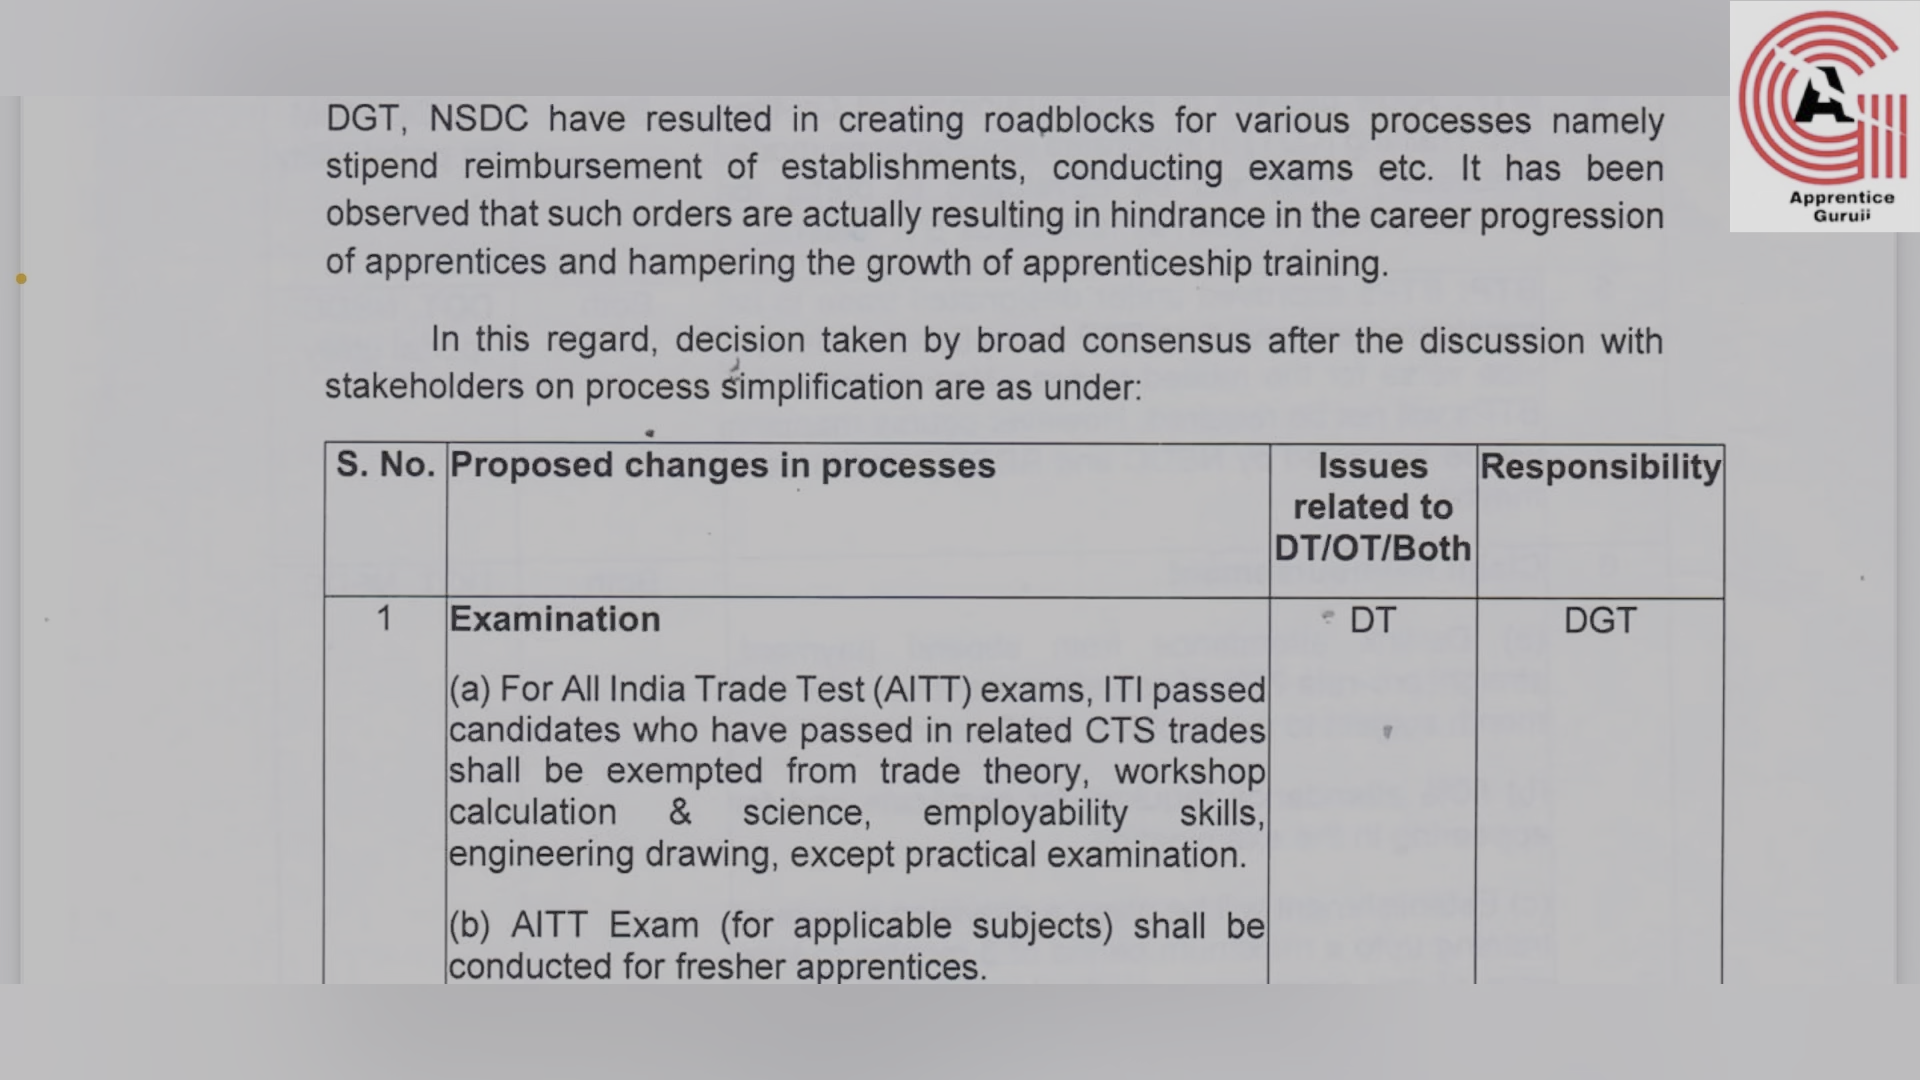 DGT, NSDC have resulted in creating roadblocks for various processes namely
stipend reimbursement of establishments, conducting exams etc. It has been
observed that such orders are actually resulting in hindrance in the career progression
of apprentices and hampering the growth of apprenticeship training.
In this regard, decision taken by broad consensus after the discussion with
stakeholders on process simplification are as under:
S. No. Proposed changes in processes Issues related to DT/OT/Both Responsibility
1 Examination DT DGT
(a) For All India Trade Test (AITT) exams, ITI passed
candidates who have passed in related CTS trades
shall be exempted from trade theory, workshop
calculation & science, employability skills,
engineering drawing, except practical examination.
(b) AITT Exam (for applicable subjects) shall be
conducted for fresher apprentices.
Apprentice
Guruji